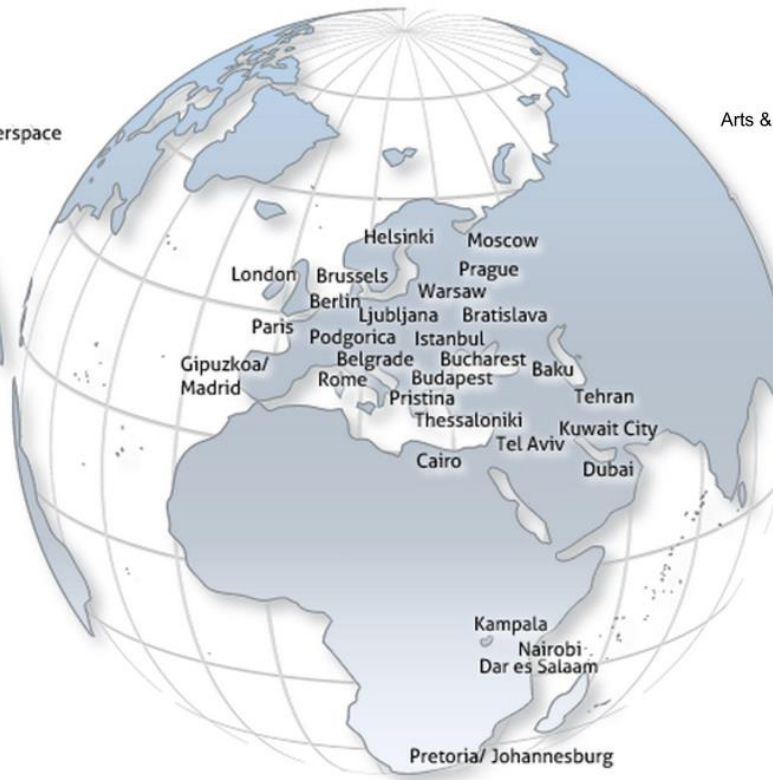 erspace
Arts &
Helsinki
Moscow
London
Brussels
Prague
Berlin
Warsaw
Ljubljana
Bratislava
Paris
Podgorica
Istanbul
Gipuzkoa/
Madrid
Belgrade
Bucharest
Baku
Rome
Budapest
Pristina
Tehran
Thessaloniki
Kuwait City
Tel Aviv
Cairo
Dubai
Kampala
Nairobi
Dar es Salaam
Pretoria/ Johannesburg